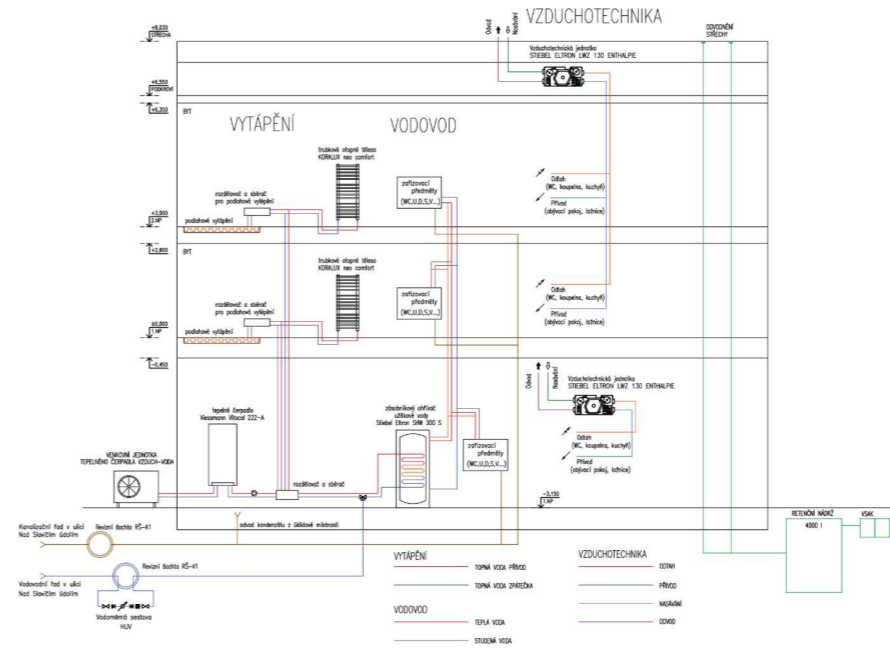 VZDUCHOTECHNIKA
Odvod
Nasávání
ODVODNĚNÍ
STŘECHY
+8,030
STŘECHA
Vzduchotechnická jednotka
STIEBEL ELTRON LWZ 130 ENTHALPIE
+6,550
PODKROVÍ
+6,350
BYT
VYTÁPĚNÍ
VODOVOD
trubkové otopné těleso
KORALUX neo comfort
zařizovací
předměty
(WC,U,D,S,V...)
rozdělovač a sběrač
pro podlahové vytápění
Odtah
(WC, koupelna, kuchyň)
Přívod
(obývací pokoj, ložnice)
+3,000
2.NP
podlahové vytápění
+2,800
BYT
trubkové otopné těleso
KORALUX neo comfort
zařizovací
předměty
(WC,U,D,S,V...)
rozdělovač a sběrač
pro podlahové vytápění
Odtah
(WC, koupelna, kuchyň)
Přívod
(obývací pokoj, ložnice)
±0,000
1.NP
podlahové vytápění
-0,450
Odvod
Nasávání
Vzduchotechnická jednotka
STIEBEL ELTRON LWZ 130 ENTHALPIE
tepelné čerpadlo
Viessmann Vitocal 222-A
zásobníkový ohřívač
užitkové vody
Stiebel Eltron SHW 300 S
zařizovací
předměty
(WC,U,D,S,V...)
Odtah
(WC, koupelna, kuchyň)
Přívod
(obývací pokoj, ložnice)
VENKOVNÍ JEDNOTKA
TEPELNÉHO ČERPADLA VZDUCH-VODA
rozdělovač a sběrač
-3,150
1.NP
RETENČNÍ NÁDRŽ
4000 l
VSAK
Kanalizační řad v ulici
Nad Slavičím údolím
Revizní šachta RŠ-K1
odvod kondenzátu z úklidové místnosti
Revizní šachta RŠ-V1
Vodovodní řad v ulici
Nad Slavičím údolím
Vodoměrná sestava
HUV
VYTÁPĚNÍ
TOPNÁ VODA PŘÍVOD
TOPNÁ VODA ZPÁTEČKA
VODOVOD
TEPLÁ VODA
STUDENÁ VODA
VZDUCHOTECHNIKA
ODTAH
PŘÍVOD
NASÁVÁNÍ
ODVOD